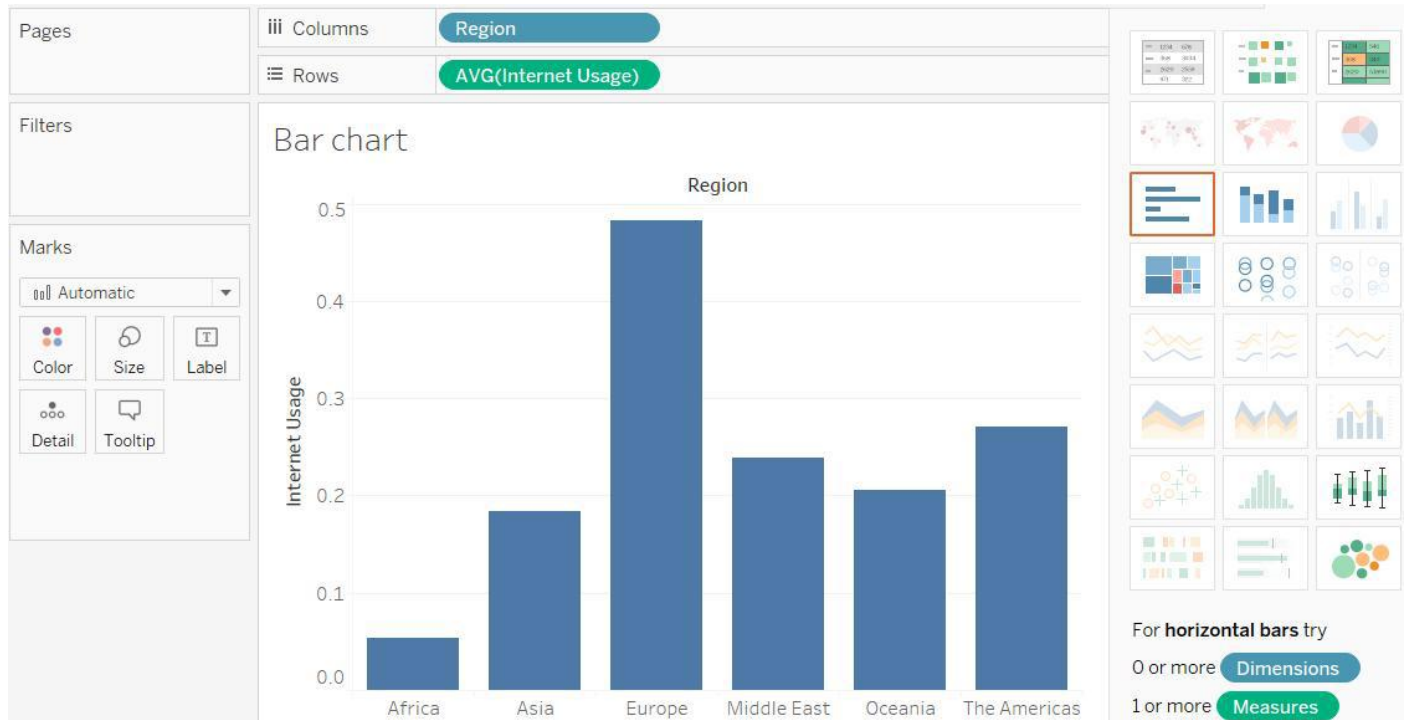 Pages
Columns
Region
Rows
AVG(Internet Usage)
Filters
Marks
Automatic
Color
Size
Label
Detail
Tooltip
Bar chart
Region
Internet Usage
0.5
0.4
0.3
0.2
0.1
0.0
Africa
Asia
Europe
Middle East
Oceania
The Americas
For horizontal bars try
0 or more Dimensions
1 or more Measures